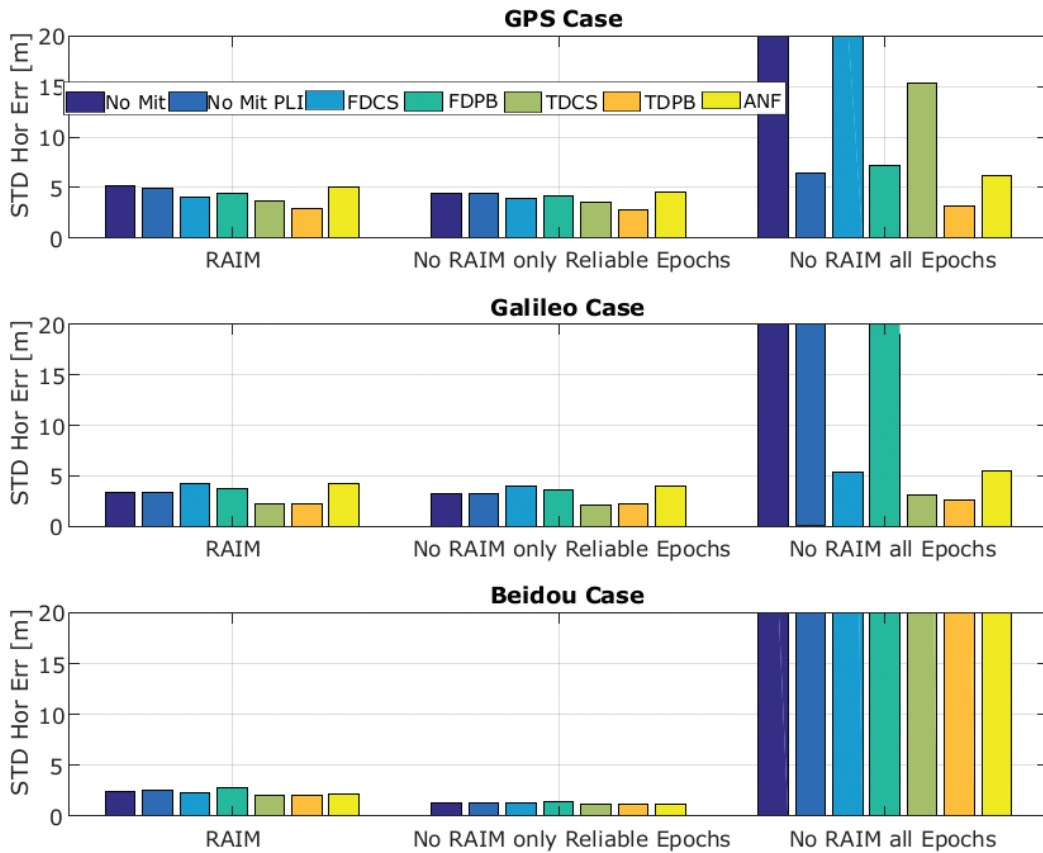 GPS Case
STD Hor Err [m]
20
15
10
5
0
No Mit No Mit PLI FDCS FDPB TDCS TDPB ANF
RAIM No RAIM only Reliable Epochs No RAIM all Epochs
Galileo Case
STD Hor Err [m]
20
15
10
5
0
RAIM No RAIM only Reliable Epochs No RAIM all Epochs
Beidou Case
STD Hor Err [m]
20
15
10
5
0
RAIM No RAIM only Reliable Epochs No RAIM all Epochs